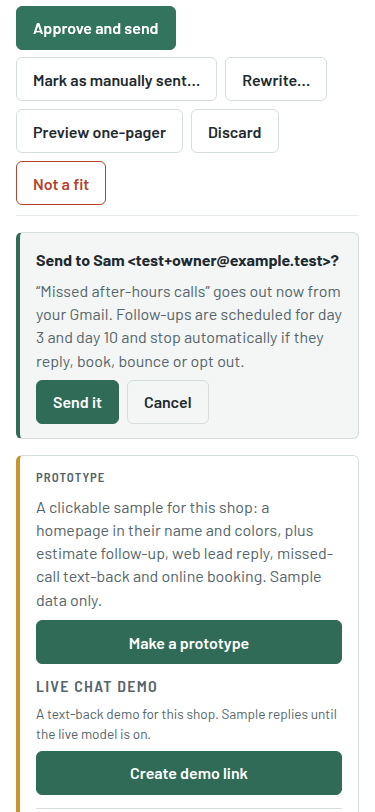 Approve and send
Mark as manually sent...
Rewrite...
Preview one-pager
Discard
Not a fit
Send to Sam <test+owner@example.test>?
“Missed after-hours calls” goes out now from
your Gmail. Follow-ups are scheduled for day
3 and day 10 and stop automatically if they
reply, book, bounce or opt out.
Send it
Cancel
PROTOTYPE
A clickable sample for this shop: a
homepage in their name and colors, plus
estimate follow-up, web lead reply, missed-
call text-back and online booking. Sample
data only.
Make a prototype
LIVE CHAT DEMO
A text-back demo for this shop. Sample replies until
the live model is on.
Create demo link